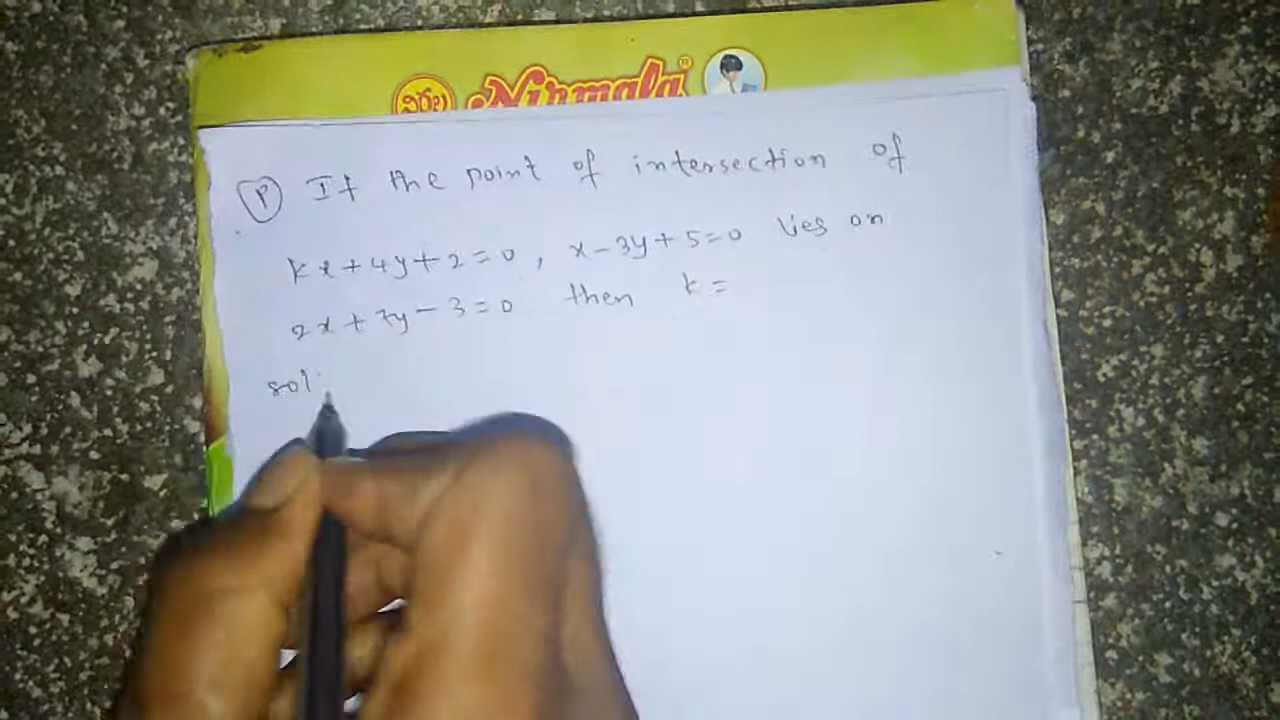 నిర్మల
Nirmala
(P) If the point of intersection of
kx+4y+2=0, x-3y+5=0 lies on
2x+7y-3=0 then k=
sol: